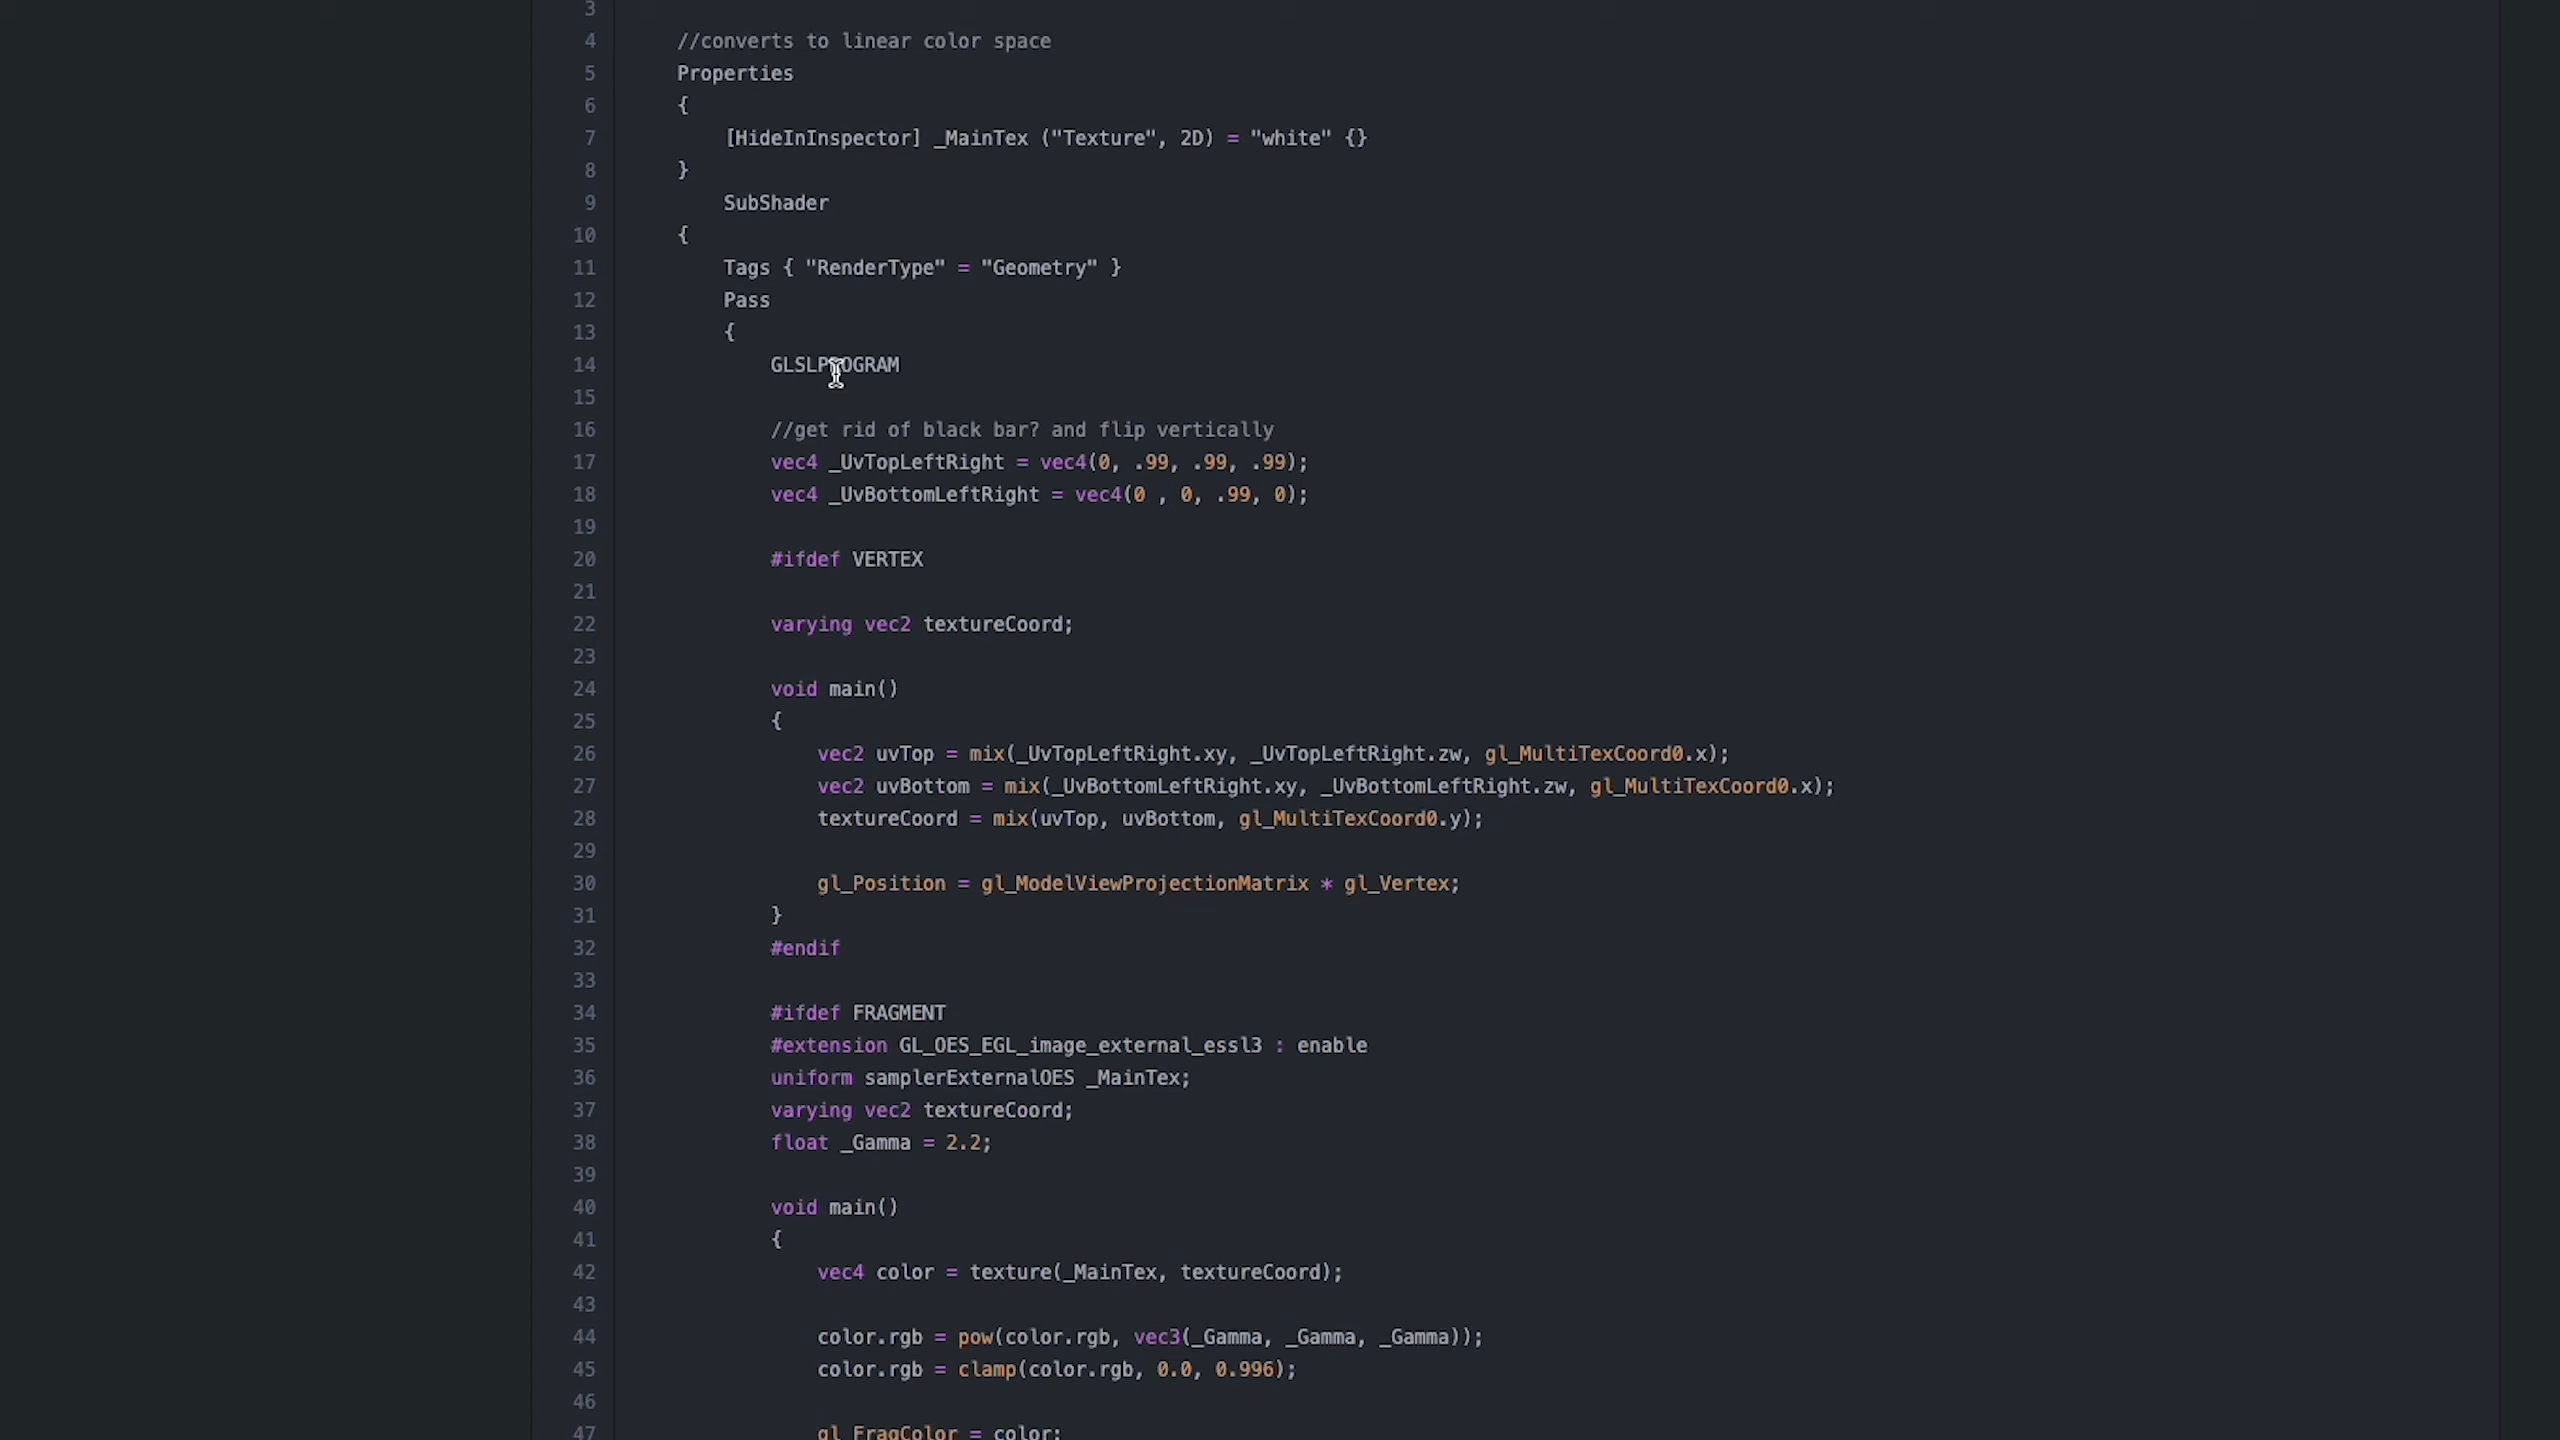 3
4 //converts to linear color space
5 Properties
6 {
7 [HideInInspector] _MainTex ("Texture", 2D) = "white" {}
8 }
9 SubShader
10 {
11 Tags { "RenderType" = "Geometry" }
12 Pass
13 {
14 GLSLPROGRAM
15
16 //get rid of black bar? and flip vertically
17 vec4 _UvTopLeftRight = vec4(0, .99, .99, .99);
18 vec4 _UvBottomLeftRight = vec4(0 , 0, .99, 0);
19
20 #ifdef VERTEX
21
22 varying vec2 textureCoord;
23
24 void main()
25 {
26 vec2 uvTop = mix(_UvTopLeftRight.xy, _UvTopLeftRight.zw, gl_MultiTexCoord0.x);
27 vec2 uvBottom = mix(_UvBottomLeftRight.xy, _UvBottomLeftRight.zw, gl_MultiTexCoord0.x);
28 textureCoord = mix(uvTop, uvBottom, gl_MultiTexCoord0.y);
29
30 gl_Position = gl_ModelViewProjectionMatrix * gl_Vertex;
31 }
32 #endif
33
34 #ifdef FRAGMENT
35 #extension GL_OES_EGL_image_external_essl3 : enable
36 uniform samplerExternalOES _MainTex;
37 varying vec2 textureCoord;
38 float _Gamma = 2.2;
39
40 void main()
41 {
42 vec4 color = texture(_MainTex, textureCoord);
43
44 color.rgb = pow(color.rgb, vec3(_Gamma, _Gamma, _Gamma));
45 color.rgb = clamp(color.rgb, 0.0, 0.996);
46
47 gl_FragColor = color;